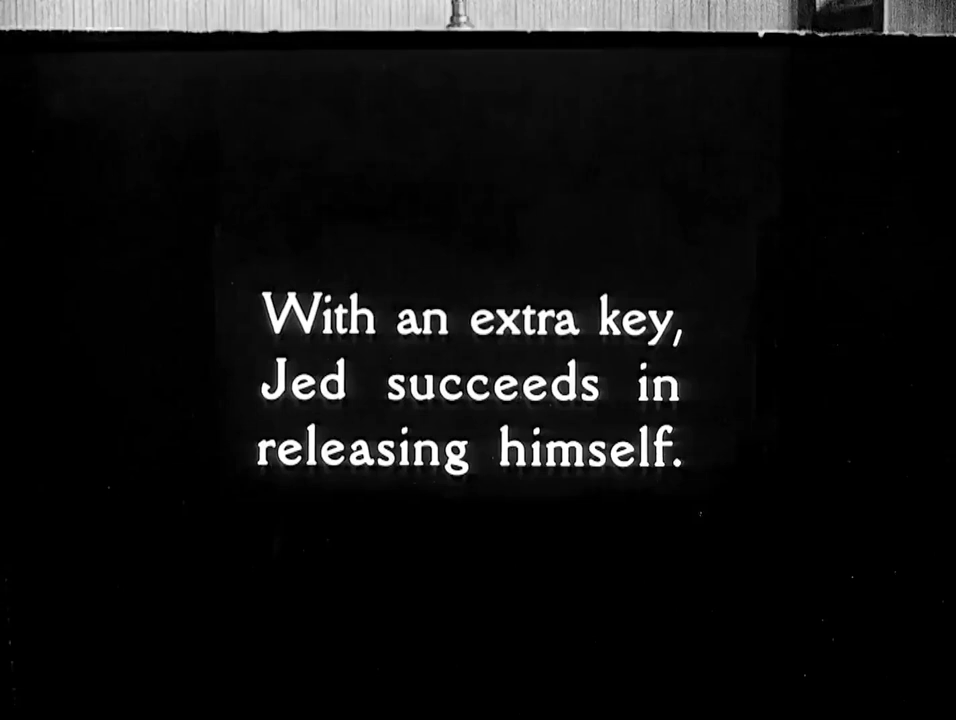 With an extra key,
Jed succeeds in
releasing himself.